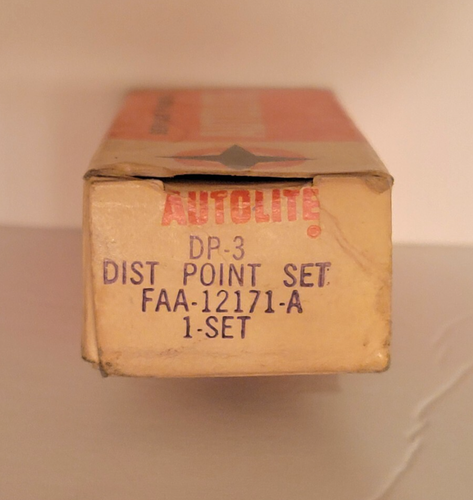 AUTOLITE
DP-3
DIST POINT SET
FAA-12171-A
1-SET